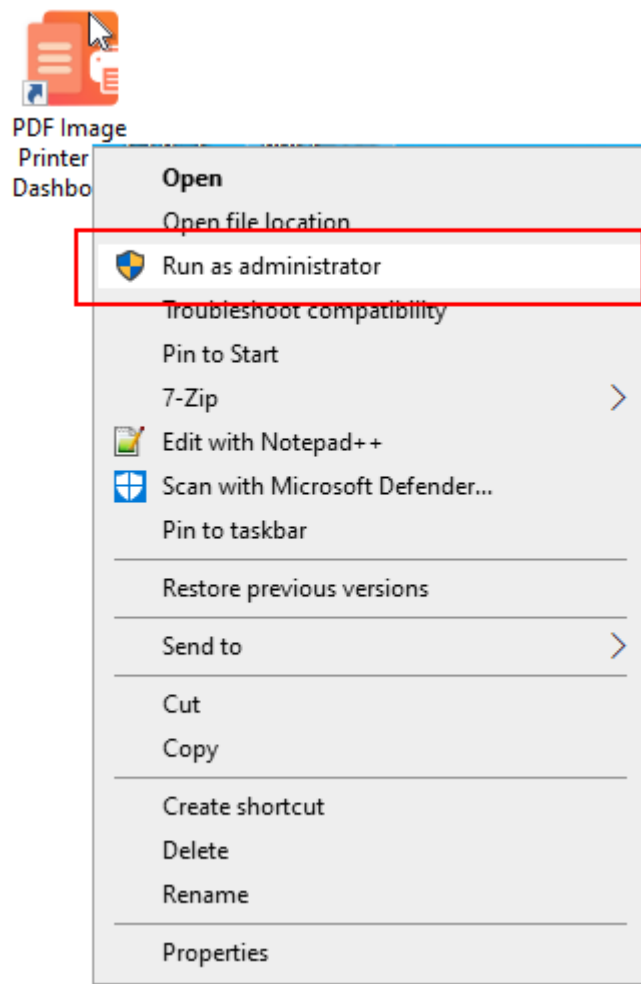 PDF Image
Printer
Dashbo
Open
Open file location
Run as administrator
Troubleshoot compatibility
Pin to Start
7-Zip
Edit with Notepad++
Scan with Microsoft Defender...
Pin to taskbar
Restore previous versions
Send to
Cut
Copy
Create shortcut
Delete
Rename
Properties